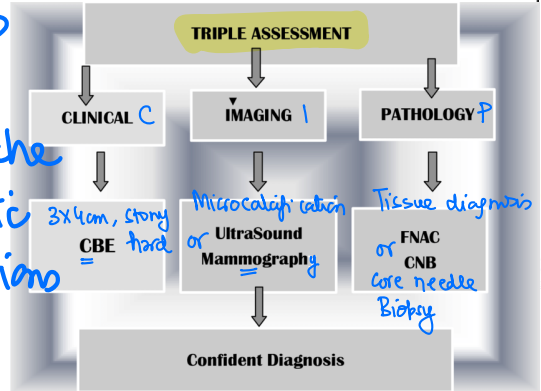 TRIPLE ASSESSMENT
CLINICAL C
IMAGING I
PATHOLOGY P
the
3x4cm, stony
hard
CBE
Microcalcification
or UltraSound
Mammography
Tissue diagnosis
or FNAC
CNB
Core needle
Biopsy
Confident Diagnosis